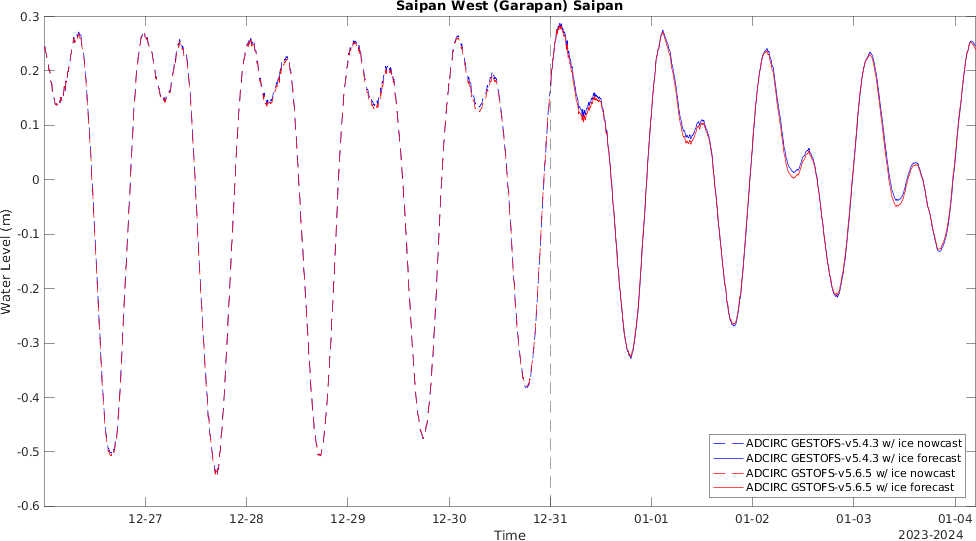 Saipan West (Garapan) Saipan
0.3
0.2
0.1
0
-0.1
-0.2
-0.3
-0.4
-0.5
-0.6
Water Level (m)
ADCIRC GESTOFS-v5.4.3 w/ ice nowcast
ADCIRC GESTOFS-v5.4.3 w/ ice forecast
ADCIRC GSTOFS-v5.6.5 w/ ice nowcast
ADCIRC GSTOFS-v5.6.5 w/ ice forecast
12-27 12-28 12-29 12-30 12-31 01-01 01-02 01-03 01-04
Time
2023-2024